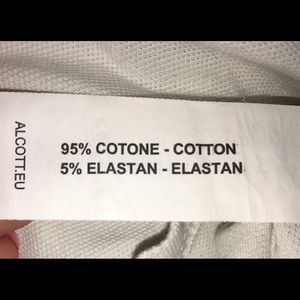 ALCOTT.EU
95% COTONE - COTTON
5% ELASTAN - ELASTAN